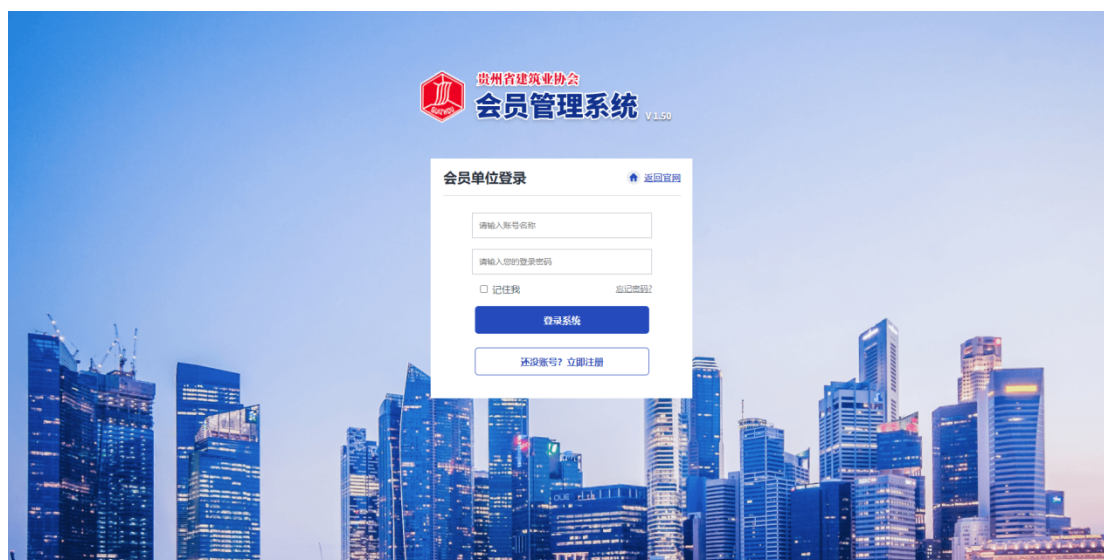 贵州省建筑业协会
会员管理系统 V 1.50
GUIZHOU
会员单位登录
返回官网
请输入账号名称
请输入您的登录密码
记住我 忘记密码?
登录系统
还没账号？立即注册
OUE